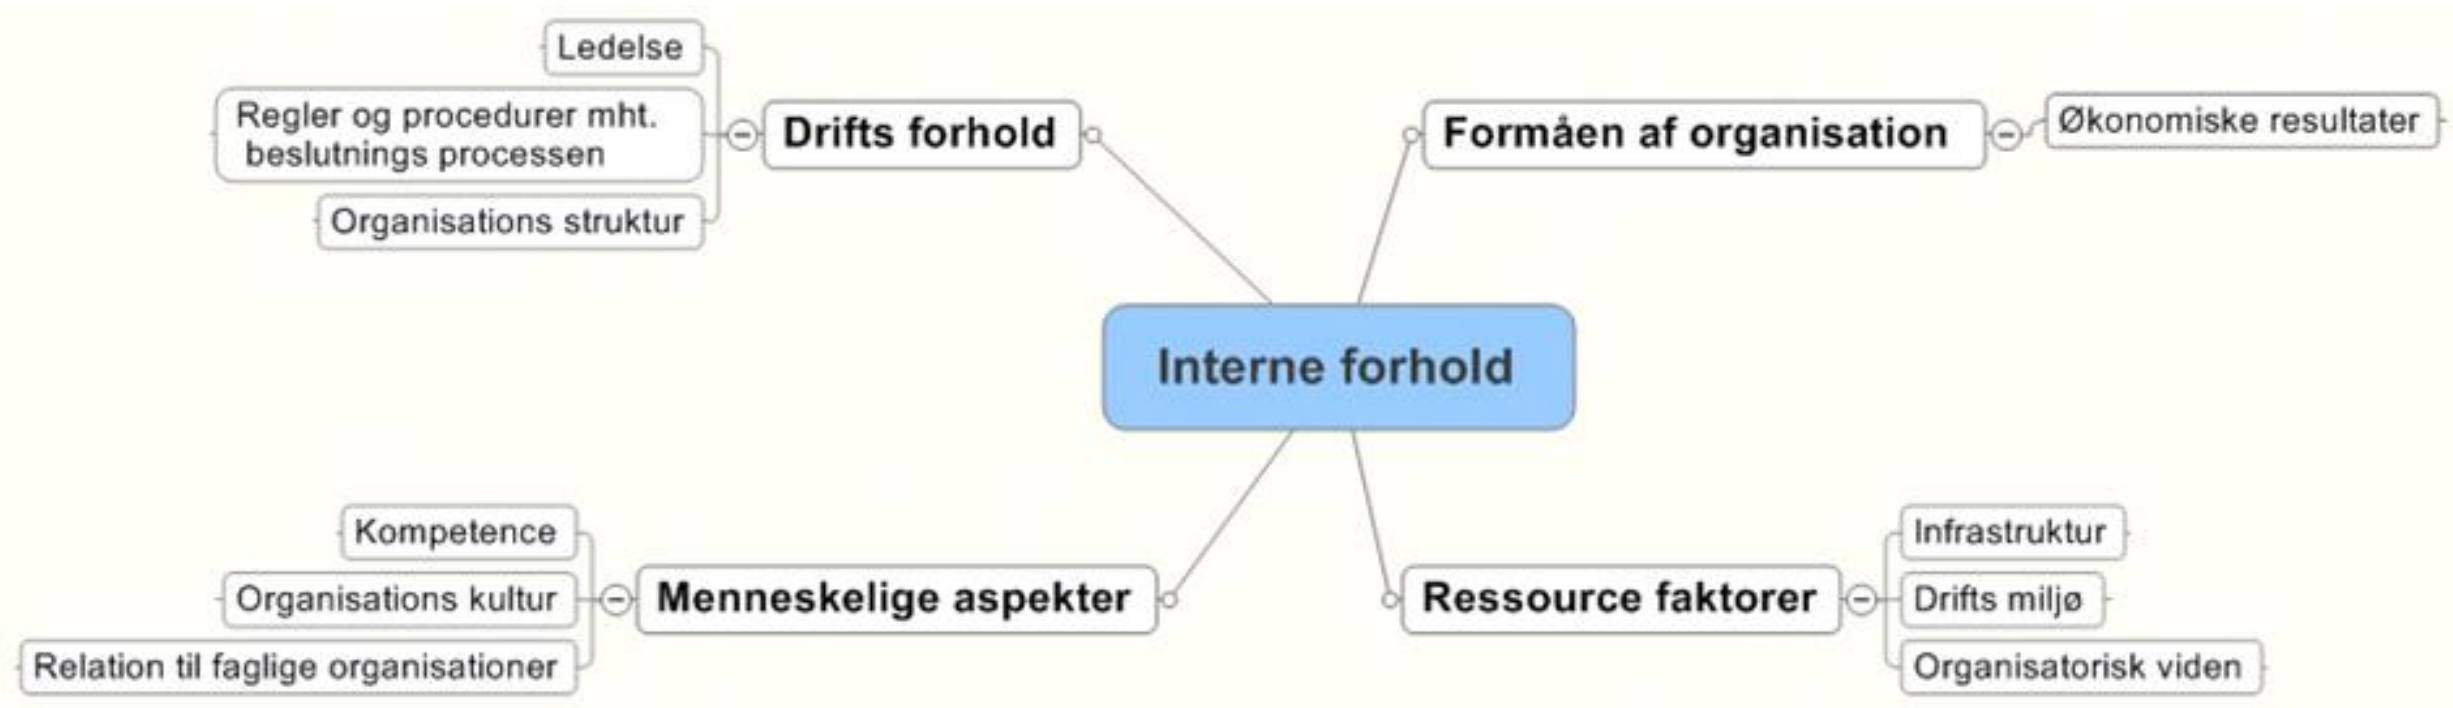 Ledelse
Regler og procedurer mht.
beslutnings processen
Organisations struktur
Drifts forhold
Formåen af organisation
Økonomiske resultater
Interne forhold
Kompetence
Organisations kultur
Relation til faglige organisationer
Menneskelige aspekter
Ressource faktorer
Infrastruktur
Drifts miljø
Organisatorisk viden